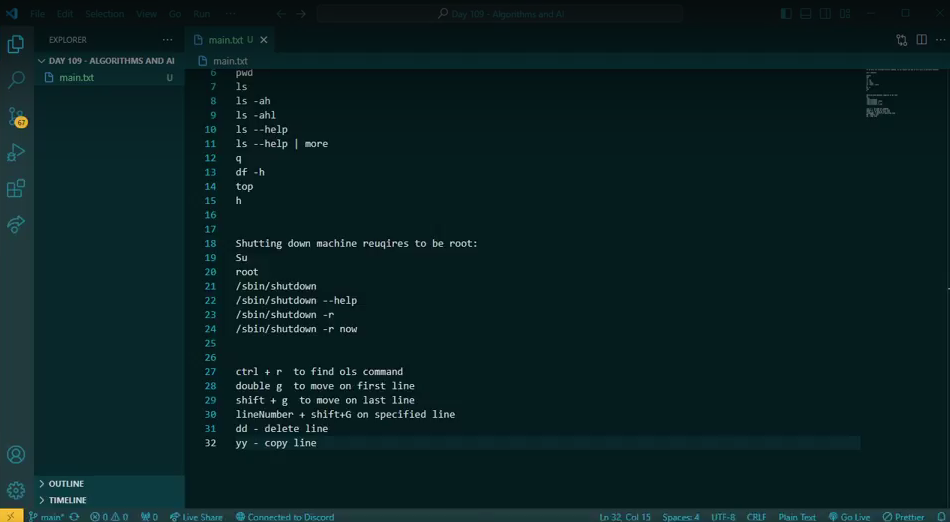 File Edit Selection View Go Run ··· Day 109 - Algorithms and AI
EXPLORER ···
DAY 109 - ALGORITHMS AND AI
main.txt U
67
OUTLINE
TIMELINE
main.txt U
main.txt
6 pwd
7 ls
8 ls -ah
9 ls -ahl
10 ls --help
11 ls --help | more
12 q
13 df -h
14 top
15 h
16
17
18 Shutting down machine reuqires to be root:
19 Su
20 root
21 /sbin/shutdown
22 /sbin/shutdown --help
23 /sbin/shutdown -r
24 /sbin/shutdown -r now
25
26
27 ctrl + r  to find ols command
28 double g  to move on first line
29 shift + g  to move on last line
30 lineNumber + shift+G on specified line
31 dd - delete line
32 yy - copy line
main* 0 0 0 Live Share Connected to Discord Ln 32, Col 15 Spaces: 4 UTF-8 CRLF Plain Text Go Live Prettier